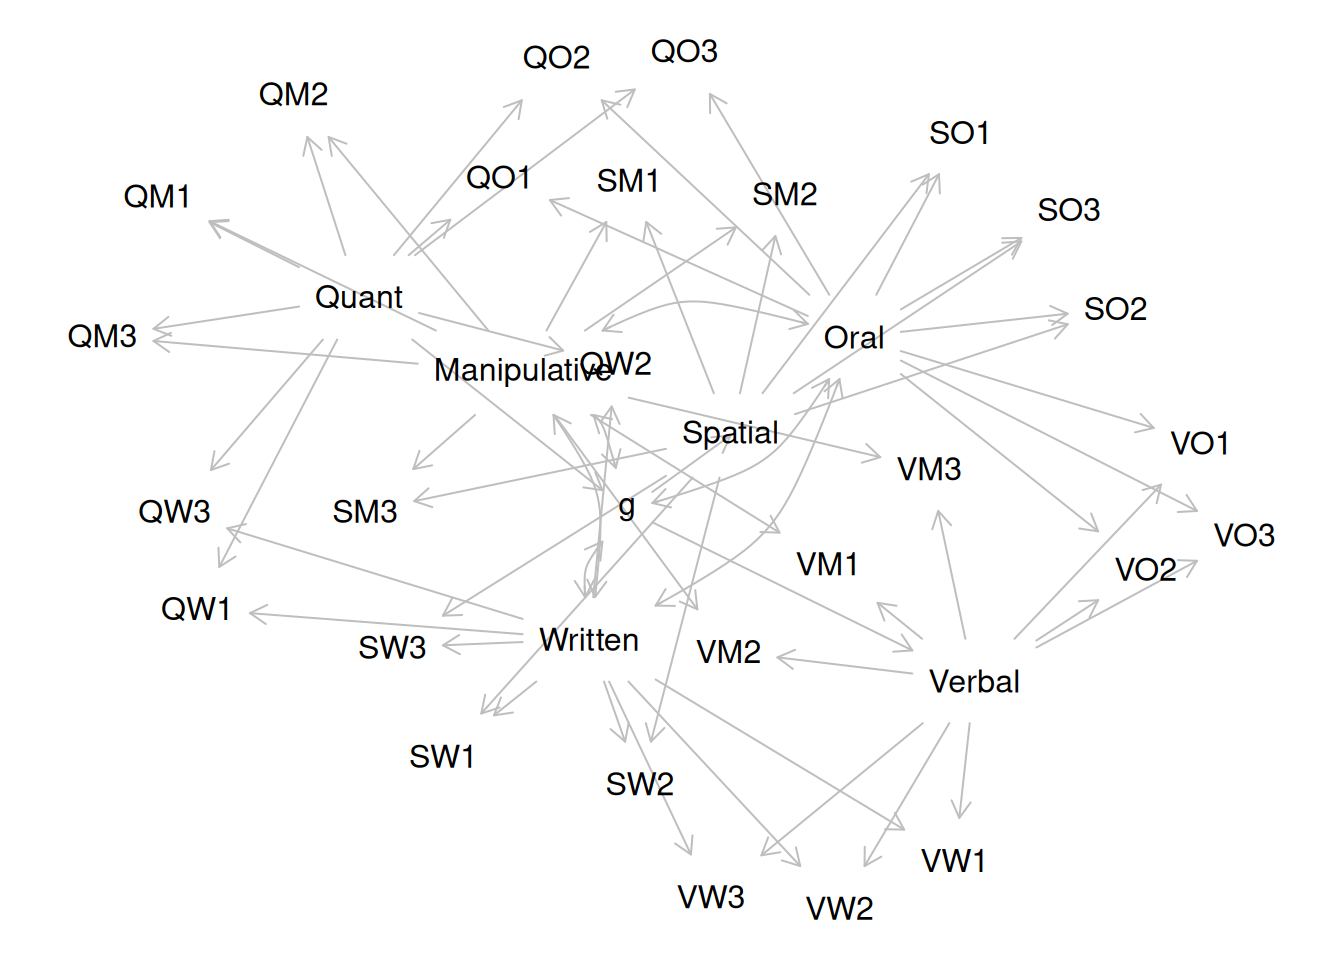 QO3
QO2
QM2
SO1
QO1
SM1
SM2
QM1
SO3
Quant
SO2
QM3
Oral
Manipulative
QW2
Spatial
VO1
VM3
g
QW3
SM3
VO3
VM1
VO2
QW1
Written
SW3
VM2
Verbal
SW1
SW2
VW1
VW3
VW2